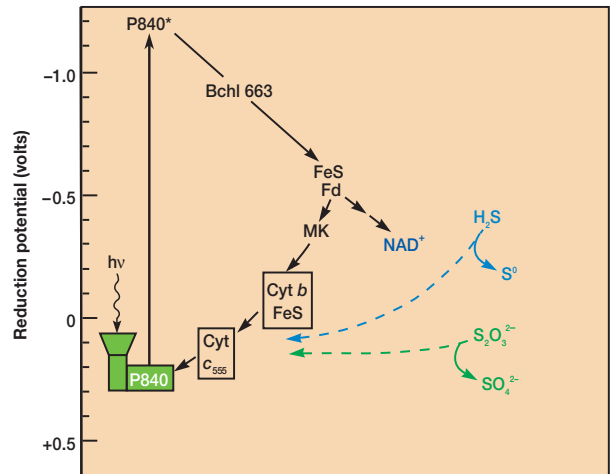 P840*
–1.0
Bchl 663
FeS
Fd
–0.5
MK
NAD⁺
H₂S
S⁰
hν
Cyt b
FeS
0
S₂O₃²⁻
Cyt
c₅₅₅
P840
SO₄²⁻
+0.5
Reduction potential (volts)